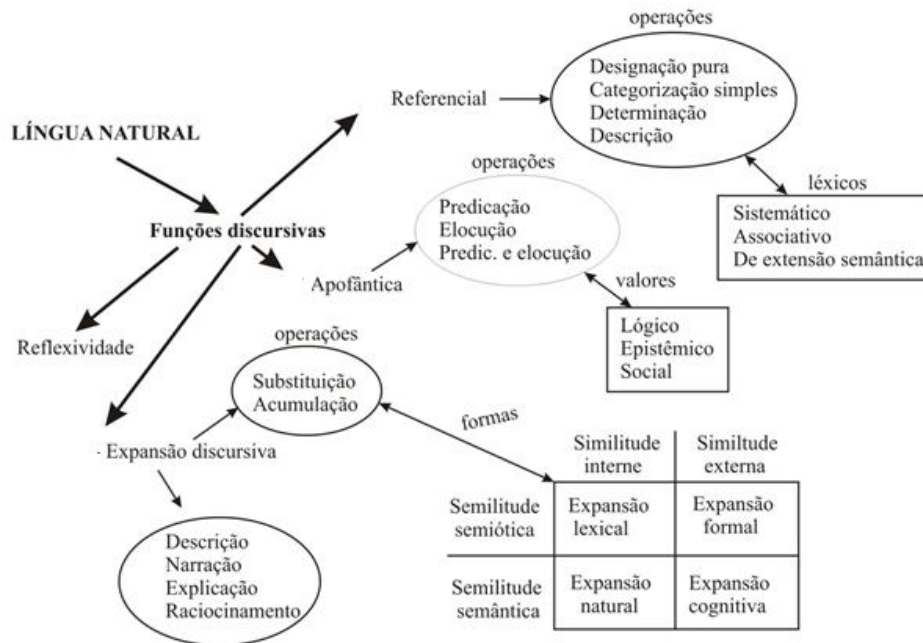 LÍNGUA NATURAL
Funções discursivas
Referencial
operações
Designação pura
Categorização simples
Determinação
Descrição
léxicos
Sistemático
Associativo
De extensão semântica
Apofântica
operações
Predicação
Elocução
Predic. e elocução
valores
Lógico
Epistêmico
Social
Reflexividade
. Expansão discursiva
operações
Substituição
Acumulação
Descrição
Narração
Explicação
Raciocinamento
formas
Similitude interne
Similtude externa
Semilitude semiótica
Expansão lexical
Expansão formal
Semilitude semântica
Expansão natural
Expansão cognitiva